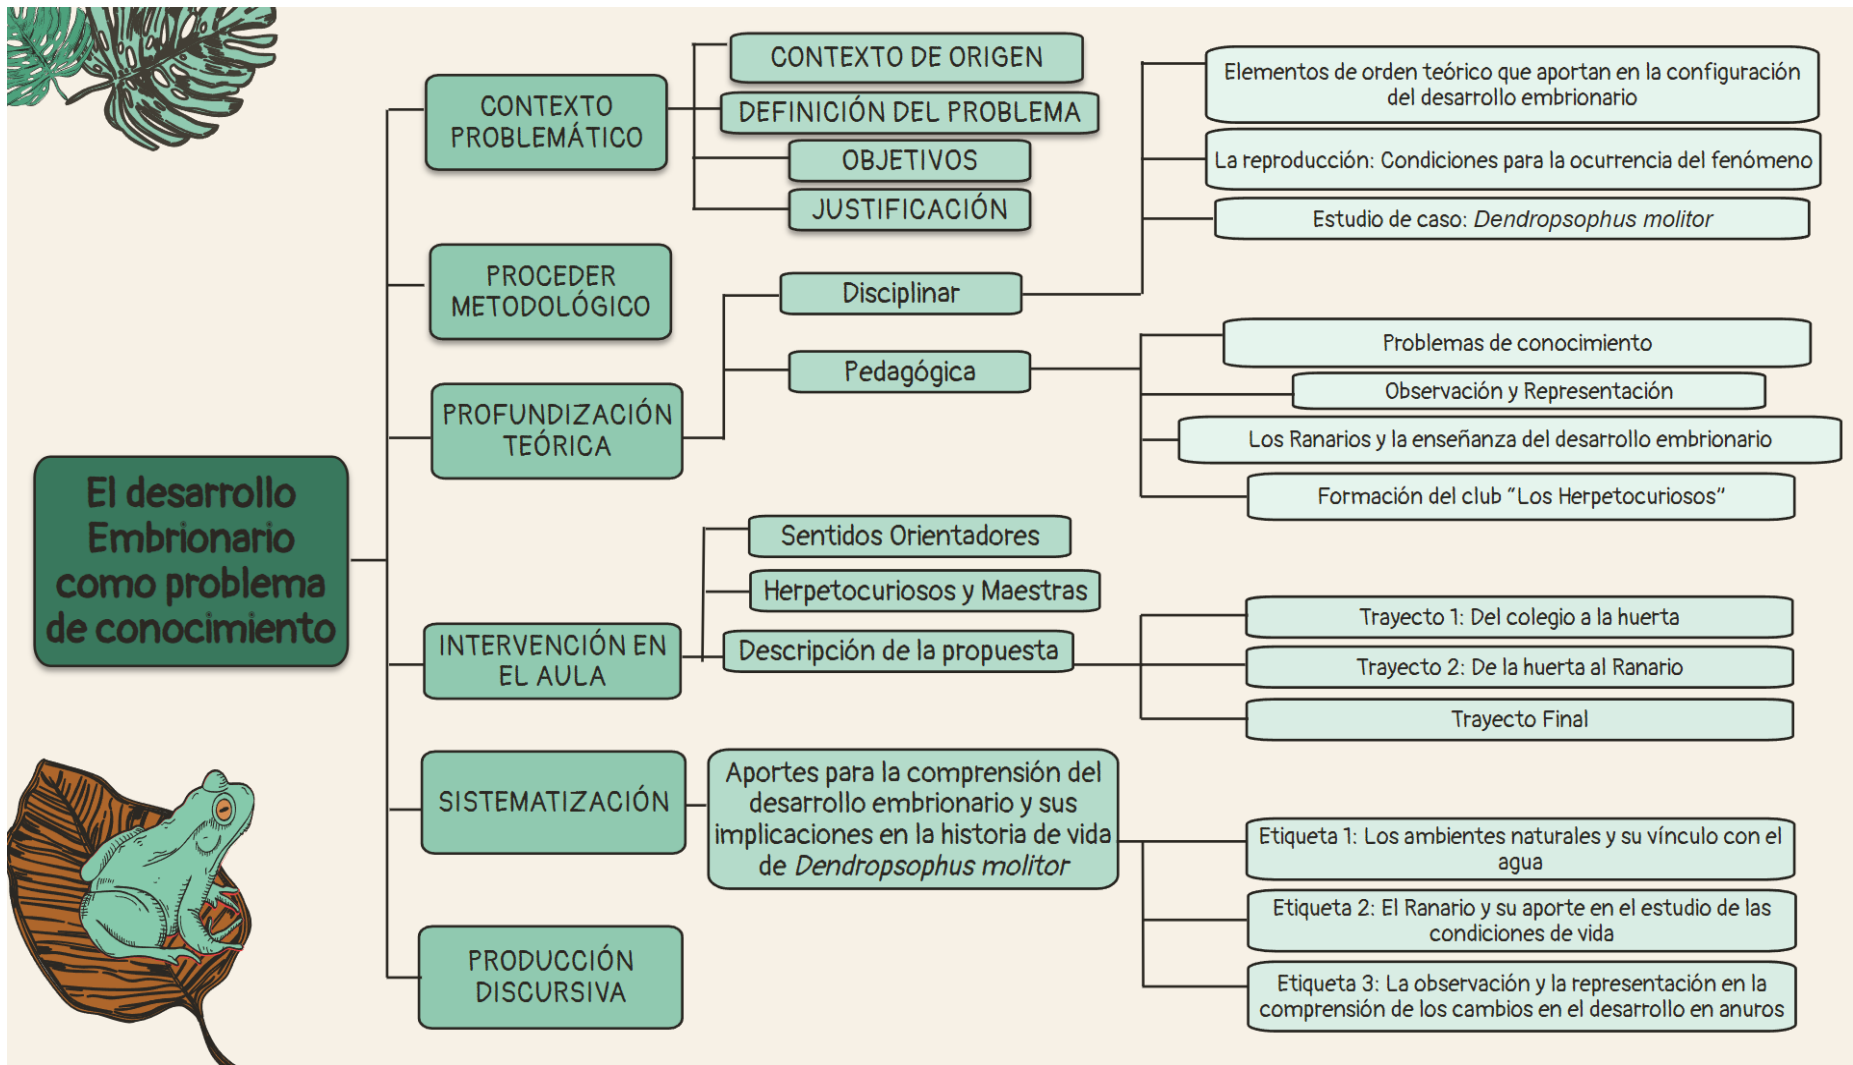 El desarrollo
Embrionario
como problema
de conocimiento
CONTEXTO
PROBLEMÁTICO
CONTEXTO DE ORIGEN
DEFINICIÓN DEL PROBLEMA
OBJETIVOS
JUSTIFICACIÓN
PROCEDER
METODOLÓGICO
PROFUNDIZACIÓN
TEÓRICA
Disciplinar
Elementos de orden teórico que aportan en la configuración
del desarrollo embrionario
La reproducción: Condiciones para la ocurrencia del fenómeno
Estudio de caso: Dendropsophus molitor
Pedagógica
Problemas de conocimiento
Observación y Representación
Los Ranarios y la enseñanza del desarrollo embrionario
Formación del club “Los Herpetocuriosos”
INTERVENCIÓN EN
EL AULA
Sentidos Orientadores
Herpetocuriosos y Maestras
Descripción de la propuesta
Trayecto 1: Del colegio a la huerta
Trayecto 2: De la huerta al Ranario
Trayecto Final
SISTEMATIZACIÓN
Aportes para la comprensión del
desarrollo embrionario y sus
implicaciones en la historia de vida
de Dendropsophus molitor
Etiqueta 1: Los ambientes naturales y su vínculo con el
agua
Etiqueta 2: El Ranario y su aporte en el estudio de las
condiciones de vida
Etiqueta 3: La observación y la representación en la
comprensión de los cambios en el desarrollo en anuros
PRODUCCIÓN
DISCURSIVA